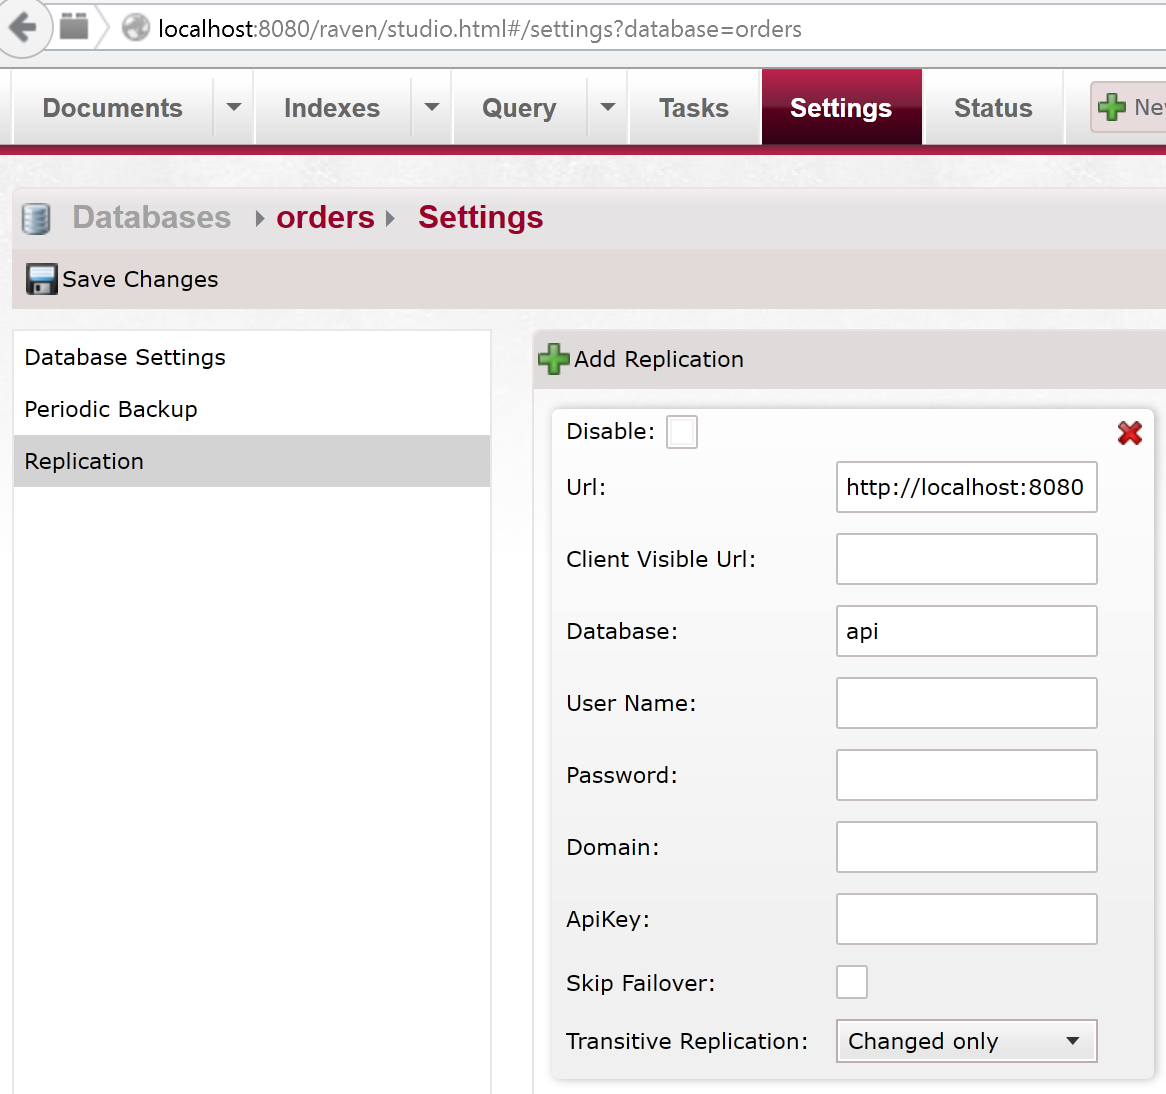 localhost:8080/raven/studio.html#/settings?database=orders
Documents Indexes Query Tasks Settings Status
Databases orders Settings
Save Changes
Database Settings
Periodic Backup
Replication
Add Replication
Disable:
Url: http://localhost:8080
Client Visible Url:
Database: api
User Name:
Password:
Domain:
ApiKey:
Skip Failover:
Transitive Replication: Changed only